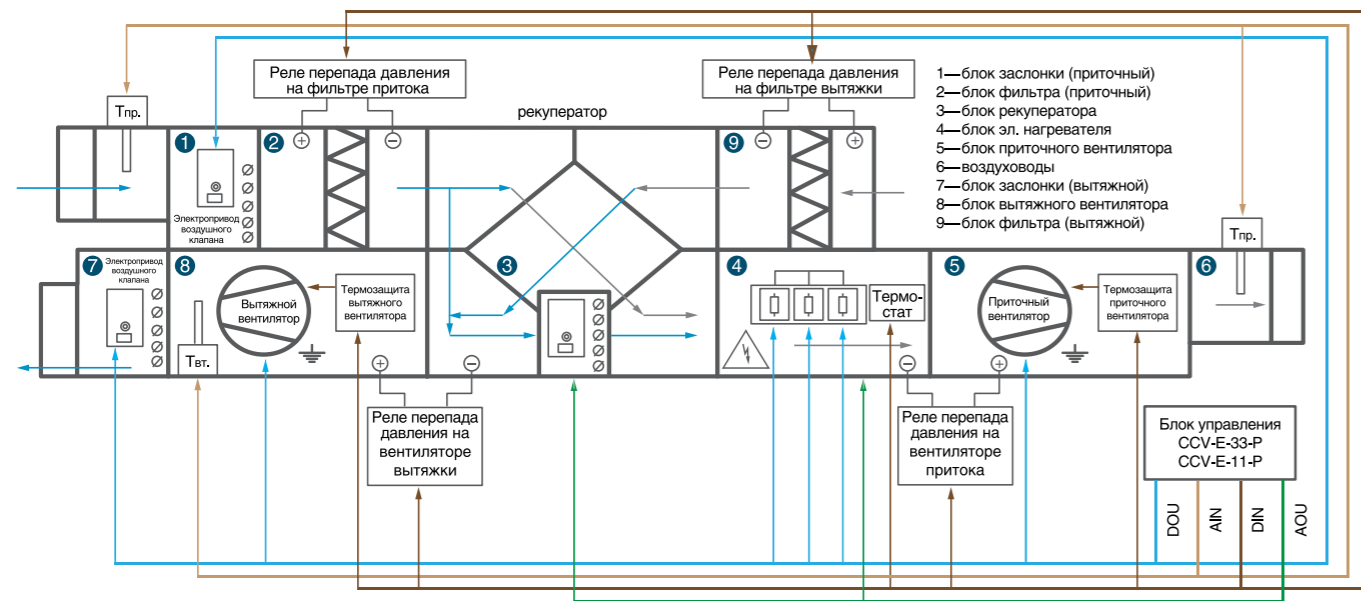 Реле перепада давления
на фильтре притока
Реле перепада давления
на фильтре вытяжки
1—блок заслонки (приточный)
2—блок фильтра (приточный)
3—блок рекуператора
4—блок эл. нагревателя
5—блок приточного вентилятора
6—воздуховоды
7—блок заслонки (вытяжной)
8—блок вытяжного вентилятора
9—блок фильтра (вытяжной)
Тпр.
рекуператор
1
2
9
+
−
−
+
Электропривод
воздушного
клапана
Тпр.
7
Электропривод
воздушного
клапана
8
Вытяжной
вентилятор
Термозащита
вытяжного
вентилятора
Твт.
3
4
Термо-
стат
5
Приточный
вентилятор
Термозащита
приточного
вентилятора
6
+
−
−
+
Реле перепада
давления на
вентиляторе
вытяжки
Реле перепада
давления на
вентиляторе
притока
Блок управления
CCV-E-33-P
CCV-E-11-P
DOU
AIN
DIN
AOU